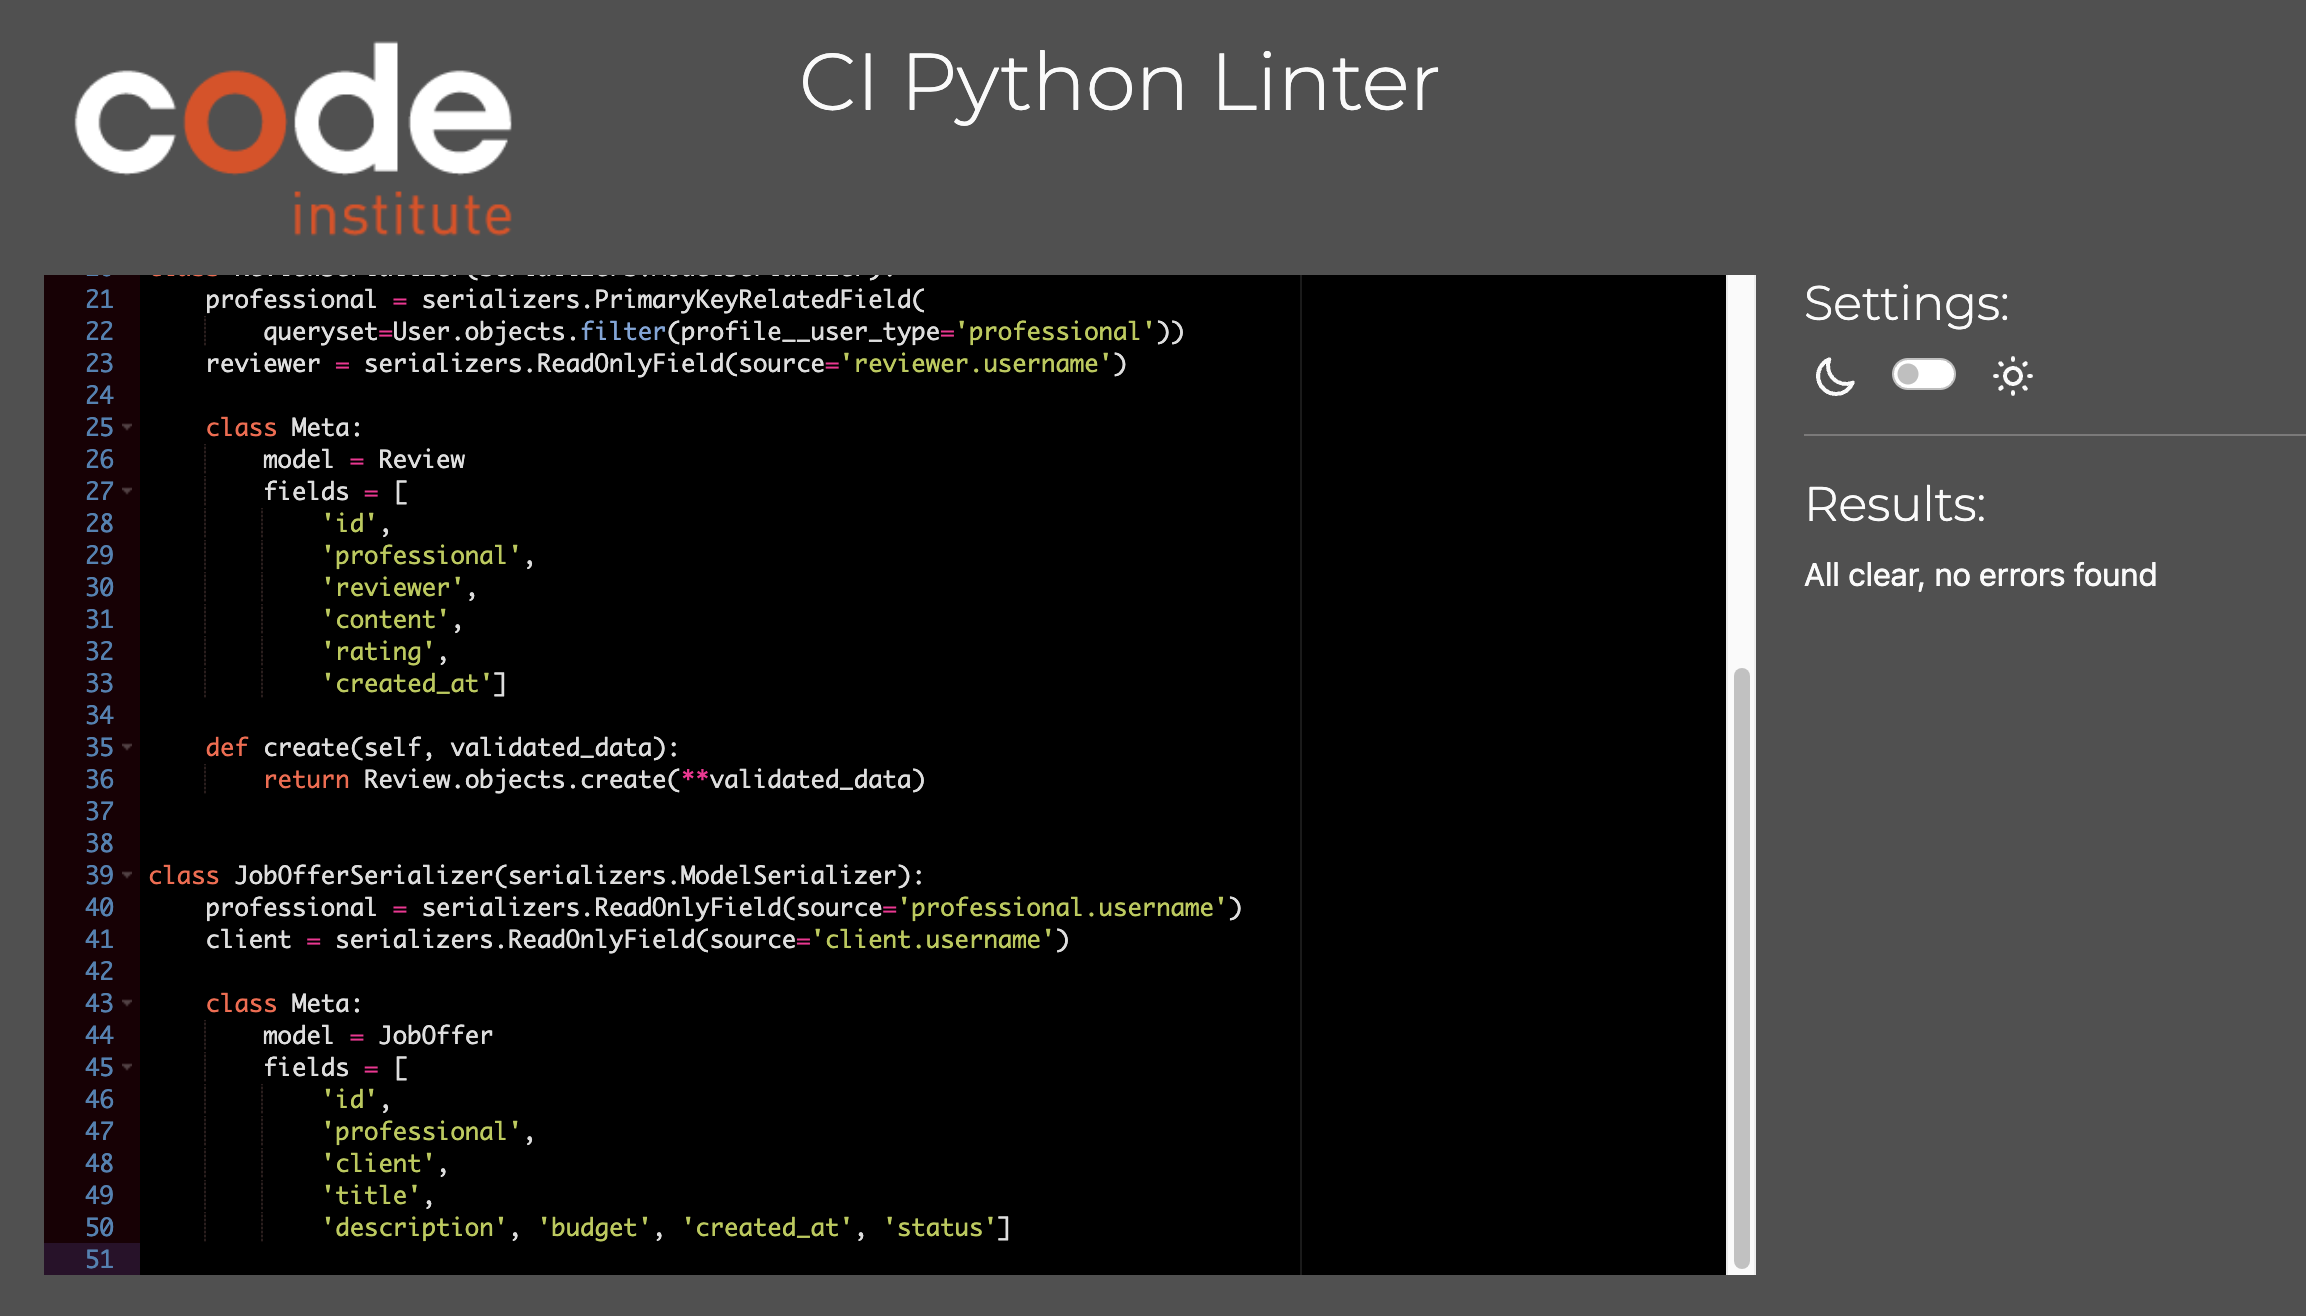 code
institute
CI Python Linter
21 professional = serializers.PrimaryKeyRelatedField(
22 queryset=User.objects.filter(profile__user_type='professional'))
23 reviewer = serializers.ReadOnlyField(source='reviewer.username')
24
25 class Meta:
26 model = Review
27 fields = [
28 'id',
29 'professional',
30 'reviewer',
31 'content',
32 'rating',
33 'created_at']
34
35 def create(self, validated_data):
36 return Review.objects.create(**validated_data)
37
38
39 class JobOfferSerializer(serializers.ModelSerializer):
40 professional = serializers.ReadOnlyField(source='professional.username')
41 client = serializers.ReadOnlyField(source='client.username')
42
43 class Meta:
44 model = JobOffer
45 fields = [
46 'id',
47 'professional',
48 'client',
49 'title',
50 'description', 'budget', 'created_at', 'status']
51
Settings:
Results:
All clear, no errors found